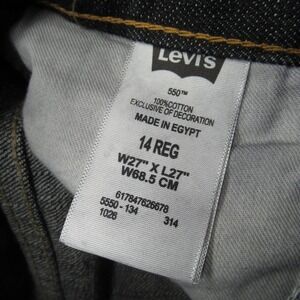 LEVI'S
550™
100%COTTON
EXCLUSIVE OF DECORATION
MADE IN EGYPT
14 REG
W27" X L27"
W68.5 CM
617847626678
5550 - 134 314
1028